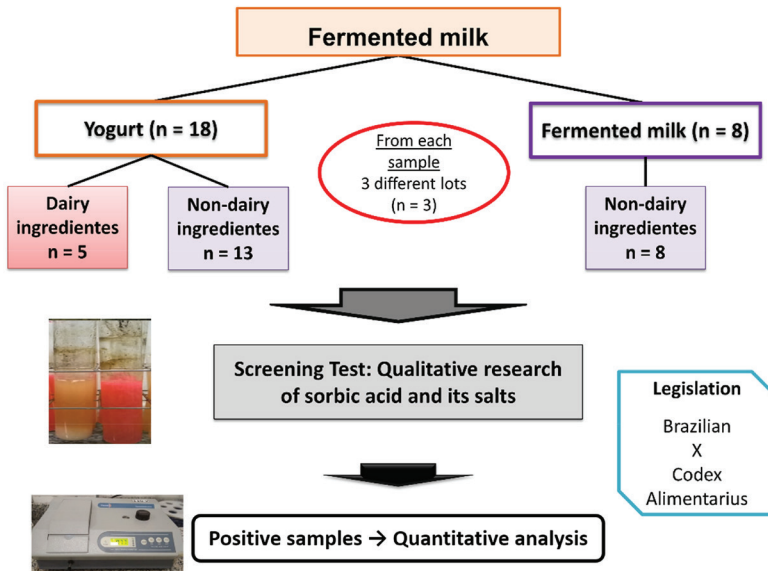 Fermented milk
Yogurt (n = 18)
From each
sample
3 different lots
(n = 3)
Fermented milk (n = 8)
Dairy
ingredientes
n = 5
Non-dairy
ingredientes
n = 13
Non-dairy
ingredientes
n = 8
Screening Test: Qualitative research
of sorbic acid and its salts
Legislation
Brazilian
X
Codex
Alimentarius
Positive samples → Quantitative analysis